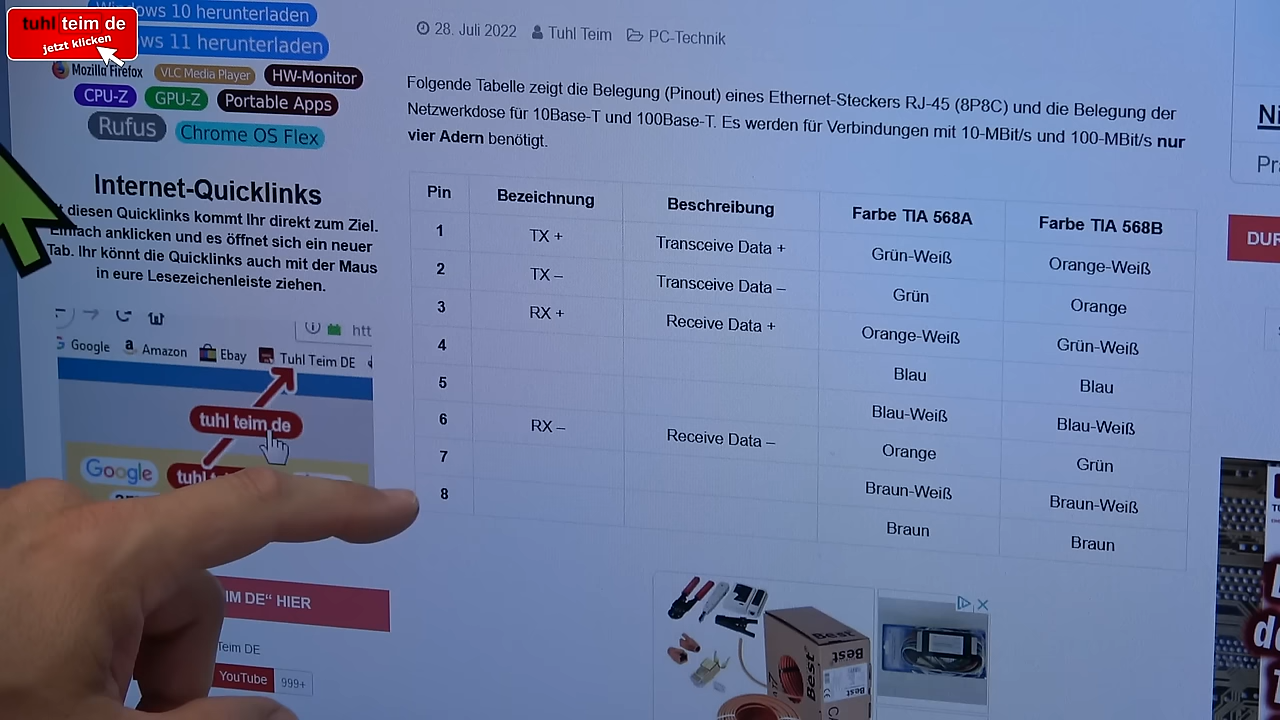 Windows 10 herunterladen
tuhl teim de
jetzt klicken
ws 11 herunterladen
Mozilla Firefox
VLC Media Player
HW-Monitor
CPU-Z
GPU-Z
Portable Apps
Rufus
Chrome OS Flex
Internet-Quicklinks
diesen Quicklinks kommt Ihr direkt zum Ziel.
Einfach anklicken und es öffnet sich ein neuer
Tab. Ihr könnt die Quicklinks auch mit der Maus
in eure Lesezeichenleiste ziehen.
htt
Google Amazon Ebay Tuhl Teim DE
tuhl teim de
Google tuhl
IM DE“ HIER
Teim DE
YouTube 999+
28. Juli 2022 Tuhl Teim PC-Technik
Folgende Tabelle zeigt die Belegung (Pinout) eines Ethernet-Steckers RJ-45 (8P8C) und die Belegung der
Netzwerkdose für 10Base-T und 100Base-T. Es werden für Verbindungen mit 10-MBit/s und 100-MBit/s nur
vier Adern benötigt.
Pin Bezeichnung Beschreibung Farbe TIA 568A Farbe TIA 568B
1 TX + Transceive Data + Grün-Weiß Orange-Weiß
2 TX – Transceive Data – Grün Orange
3 RX + Receive Data + Orange-Weiß Grün-Weiß
4 Blau Blau
5 Blau-Weiß Blau-Weiß
6 RX – Receive Data – Orange Grün
7 Braun-Weiß Braun-Weiß
8 Braun Braun
Best
Best
Best
Ni
Pr
DUR